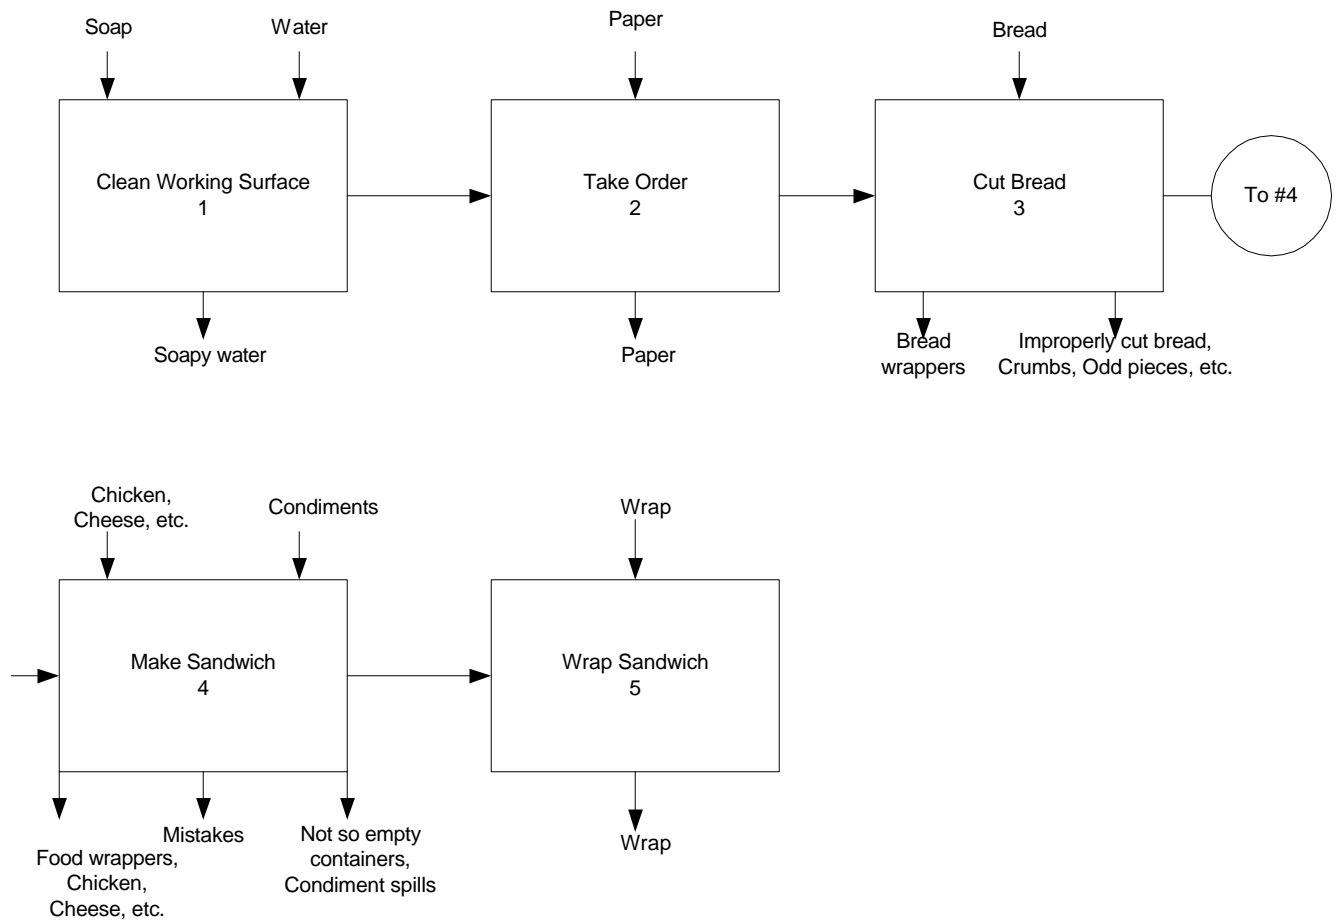 Soap
Water
Paper
Bread
Clean Working Surface
1
Take Order
2
Cut Bread
3
To #4
Soapy water
Paper
Bread
wrappers
Improperly cut bread,
Crumbs, Odd pieces, etc.
Chicken,
Cheese, etc.
Condiments
Wrap
Make Sandwich
4
Wrap Sandwich
5
Food wrappers,
Chicken,
Cheese, etc.
Mistakes
Not so empty
containers,
Condiment spills
Wrap